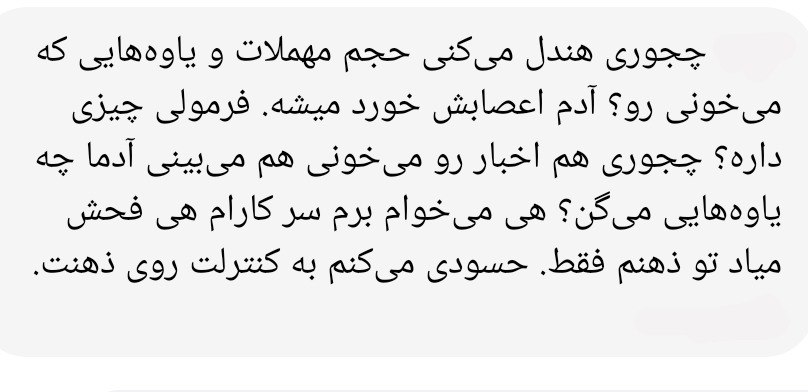 چجوری هندل می‌کنی حجم مهملات و یاوه‌هایی که
می‌خونی رو؟ آدم اعصابش خورد میشه. فرمولی چیزی
داره؟ چجوری هم اخبار رو می‌خونی هم می‌بینی آدما چه
یاوه‌هایی می‌گن؟ هی می‌خوام برم سر کارام هی فحش
میاد تو ذهنم فقط. حسودی می‌کنم به کنترلت روی ذهنت.